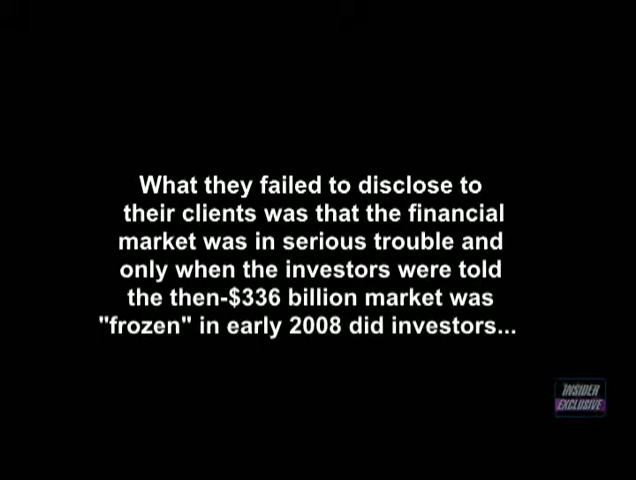 What they failed to disclose to
their clients was that the financial
market was in serious trouble and
only when the investors were told
the then-$336 billion market was
"frozen" in early 2008 did investors...
INSIDER
EXCLUSIVE